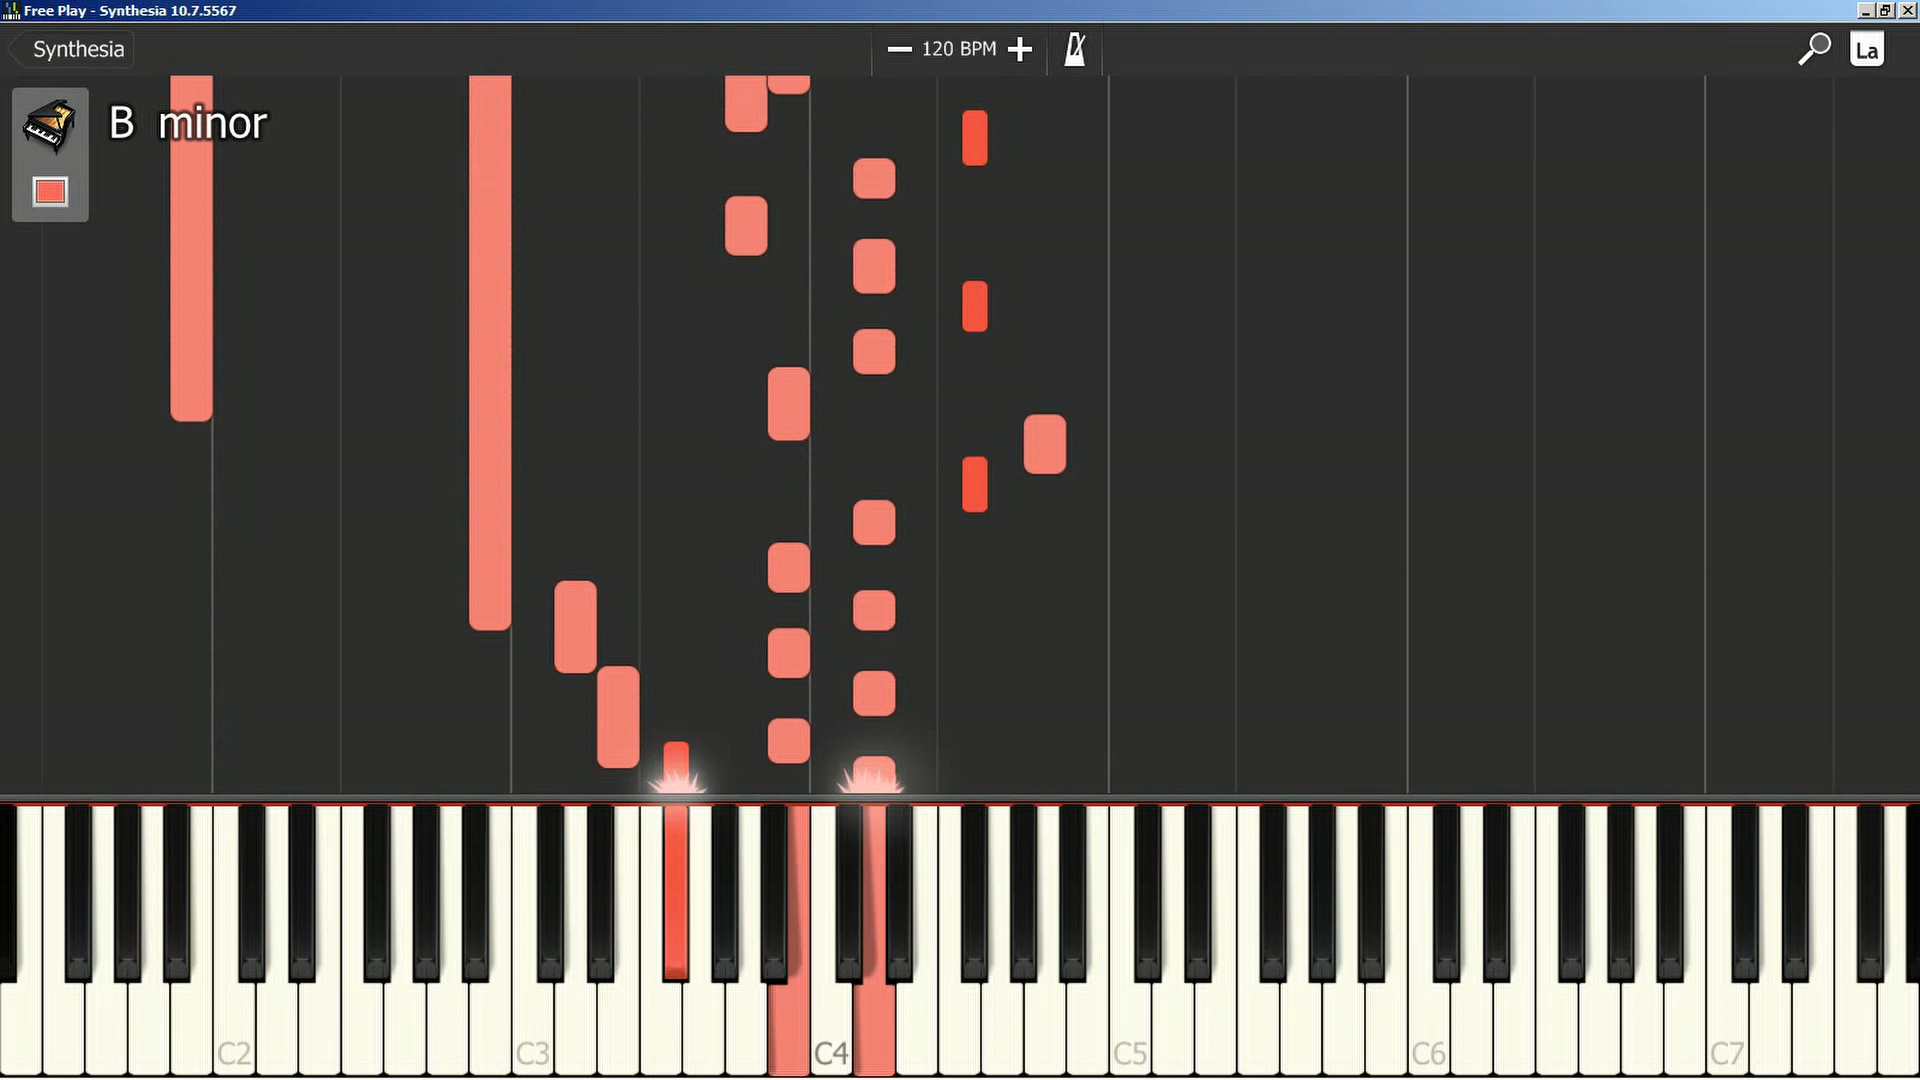 Free Play - Synthesia 10.7.5567
Synthesia
120 BPM
La
B minor
C2
C3
C4
C5
C6
C7